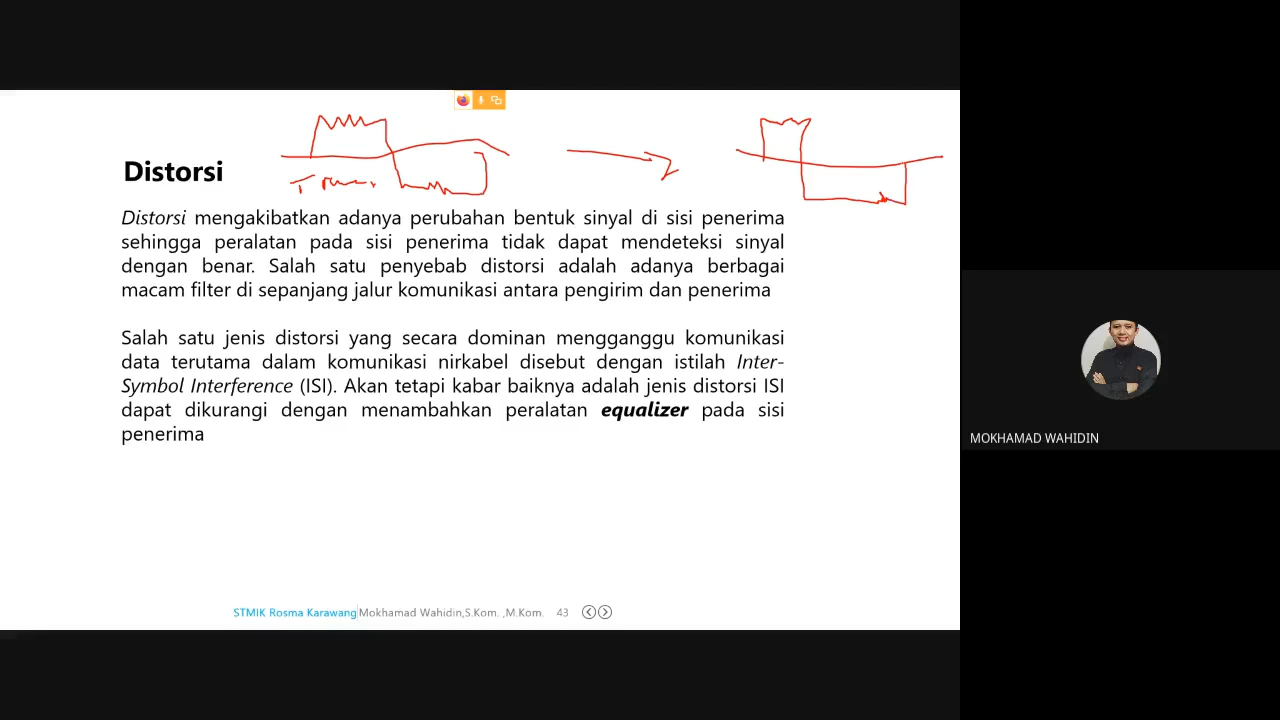 Distorsi
Distorsi mengakibatkan adanya perubahan bentuk sinyal di sisi penerima
sehingga peralatan pada sisi penerima tidak dapat mendeteksi sinyal
dengan benar. Salah satu penyebab distorsi adalah adanya berbagai
macam filter di sepanjang jalur komunikasi antara pengirim dan penerima
Salah satu jenis distorsi yang secara dominan mengganggu komunikasi
data terutama dalam komunikasi nirkabel disebut dengan istilah Inter-
Symbol Interference (ISI). Akan tetapi kabar baiknya adalah jenis distorsi ISI
dapat dikurangi dengan menambahkan peralatan equalizer pada sisi
penerima
STMIK Rosma Karawang|Mokhamad Wahidin,S.Kom. ,M.Kom. 43
MOKHAMAD WAHIDIN